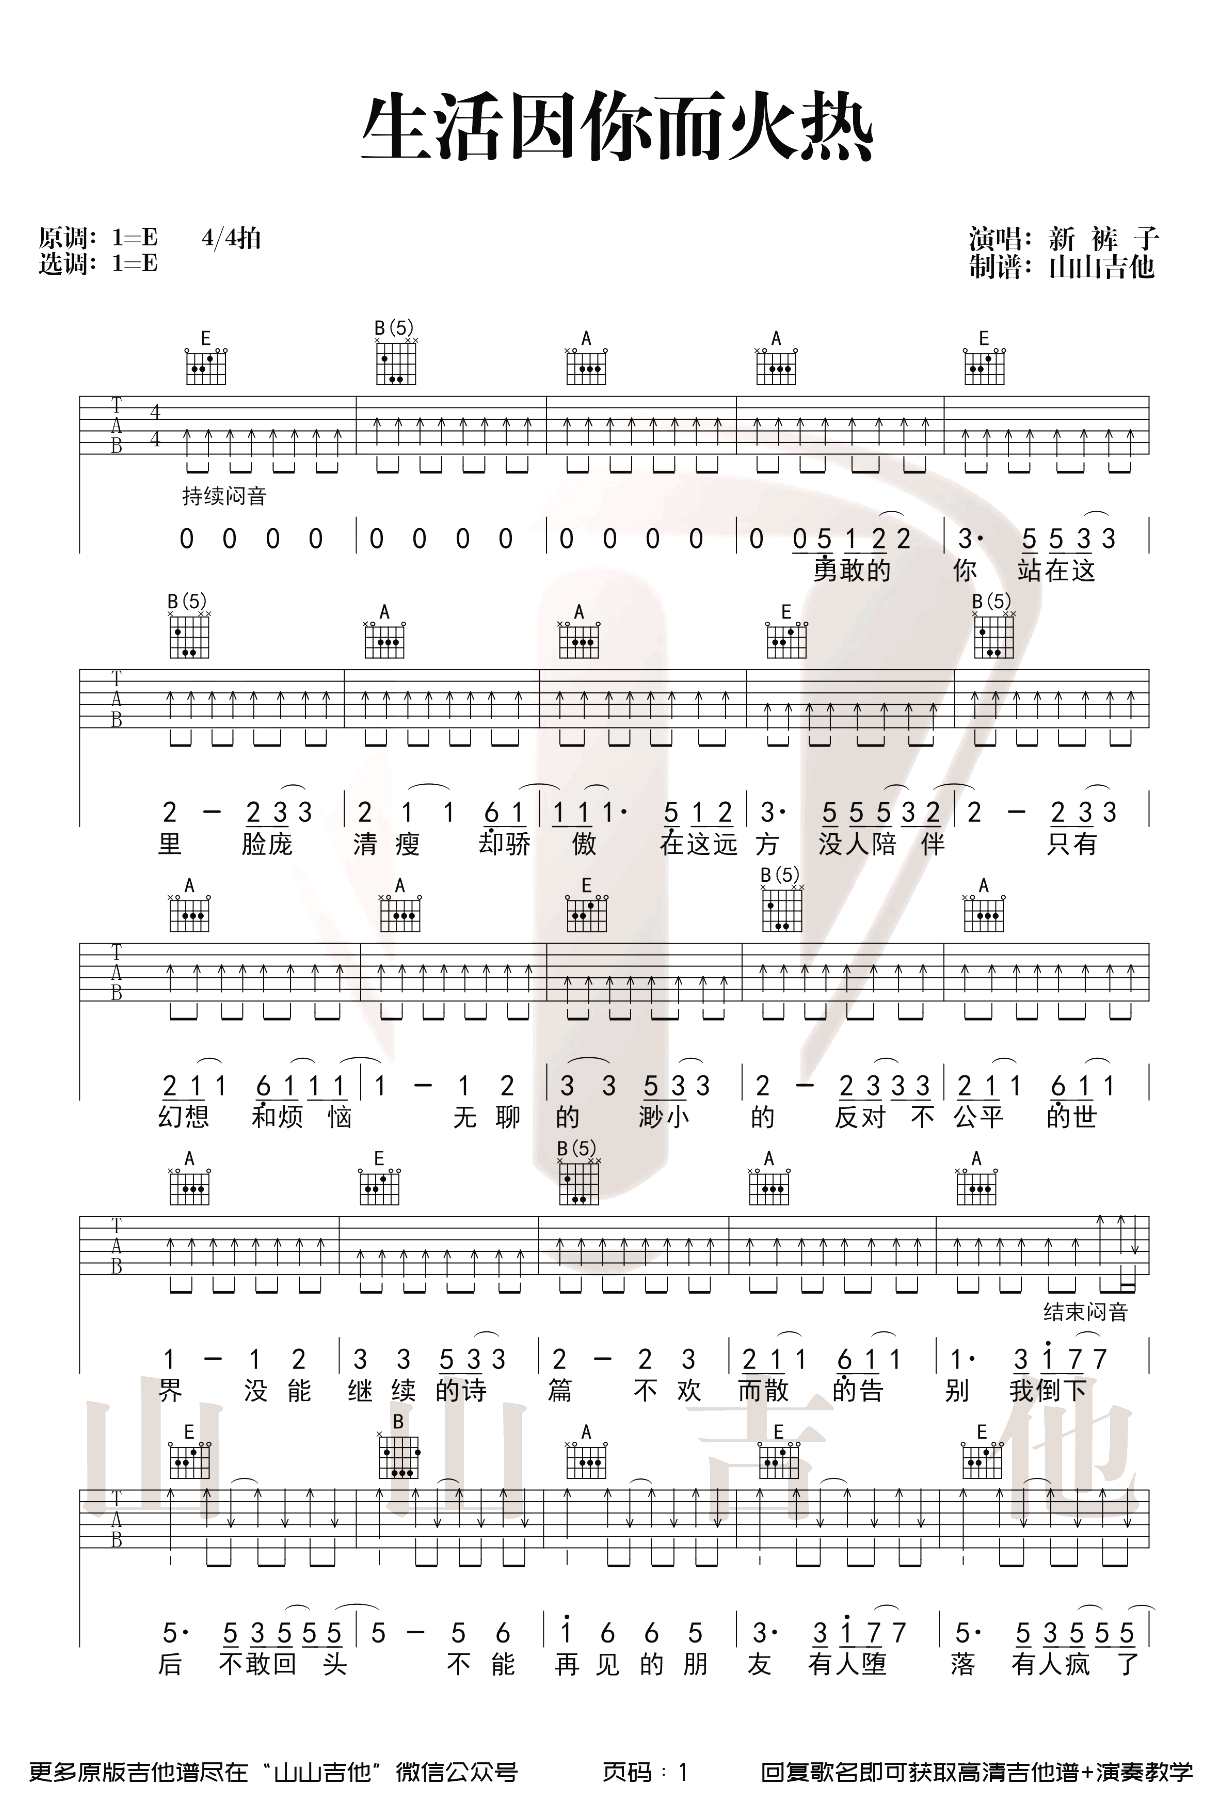 生活因你而火热
原调：1=E 4/4拍
选调：1=E
演唱：新 裤 子
制谱：山山吉他
E B(5) A A E
T A B 4 4
持续闷音
0 0 0 0 0 0 0 0 0 0 0 0 0 0 5 1 2 2 3· 5 5 3 3
勇敢的 你 站在这
B(5) A A E B(5)
T A B
2 - 2 3 3 2 1 1 6 1 1 1 1· 5 1 2 3· 5 5 5 3 2 2 - 2 3 3
里 脸庞 清 瘦 却骄 傲 在这远 方 没人陪 伴 只有
A A E B(5) A
T A B
2 1 1 6 1 1 1 1 - 1 2 3 3 5 3 3 2 - 2 3 3 3 2 1 1 6 1 1
幻想 和烦 恼 无 聊 的 渺小 的 反对 不 公平 的世
A E B(5) A A
T A B
结束闷音
1 - 1 2 3 3 5 3 3 2 - 2 3 2 1 1 6 1 1 1· 3 1 7 7
界 没 能 继 续 的诗 篇 不 欢 而散 的告 别 我倒下
山 山 吉 他
E B A E E
T A B
5· 5 3 5 5 5 5 - 5 6 1 6 6 5 3· 3 1 7 7 5· 5 3 5 5 5
后 不敢回 头 不 能 再 见 的 朋 友 有人堕 落 有人疯 了
更多原版吉他谱尽在“山山吉他”微信公众号 页码：1 回复歌名即可获取高清吉他谱+演奏教学